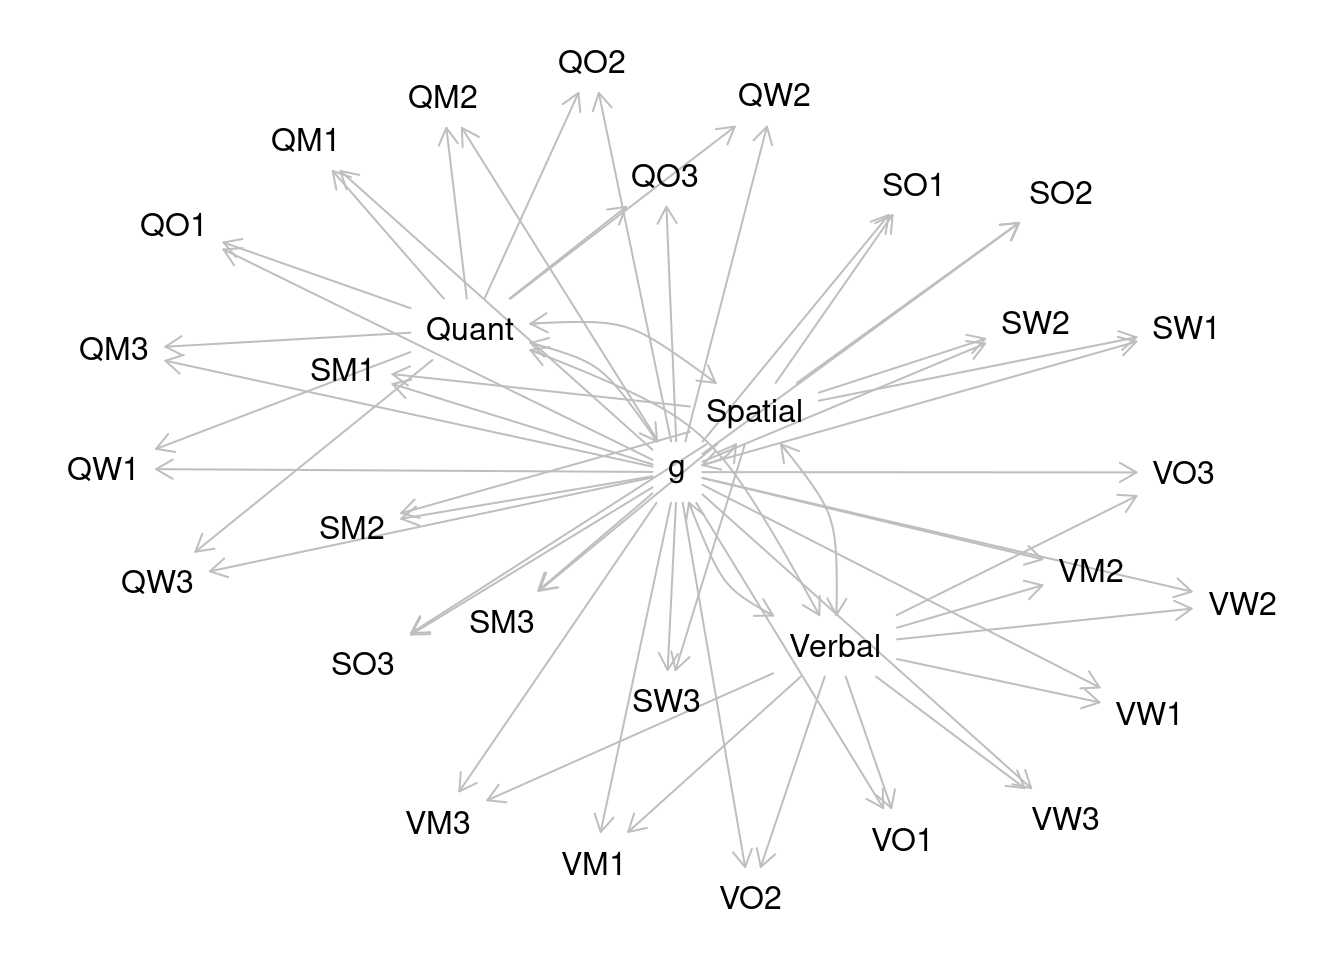 QO2
QM2
QW2
QM1
QO3
SO1
SO2
QO1
SW2
SW1
Quant
QM3
SM1
Spatial
QW1
g
VO3
SM2
VM2
QW3
VW2
SM3
Verbal
SO3
SW3
VW1
VM3
VW3
VO1
VM1
VO2